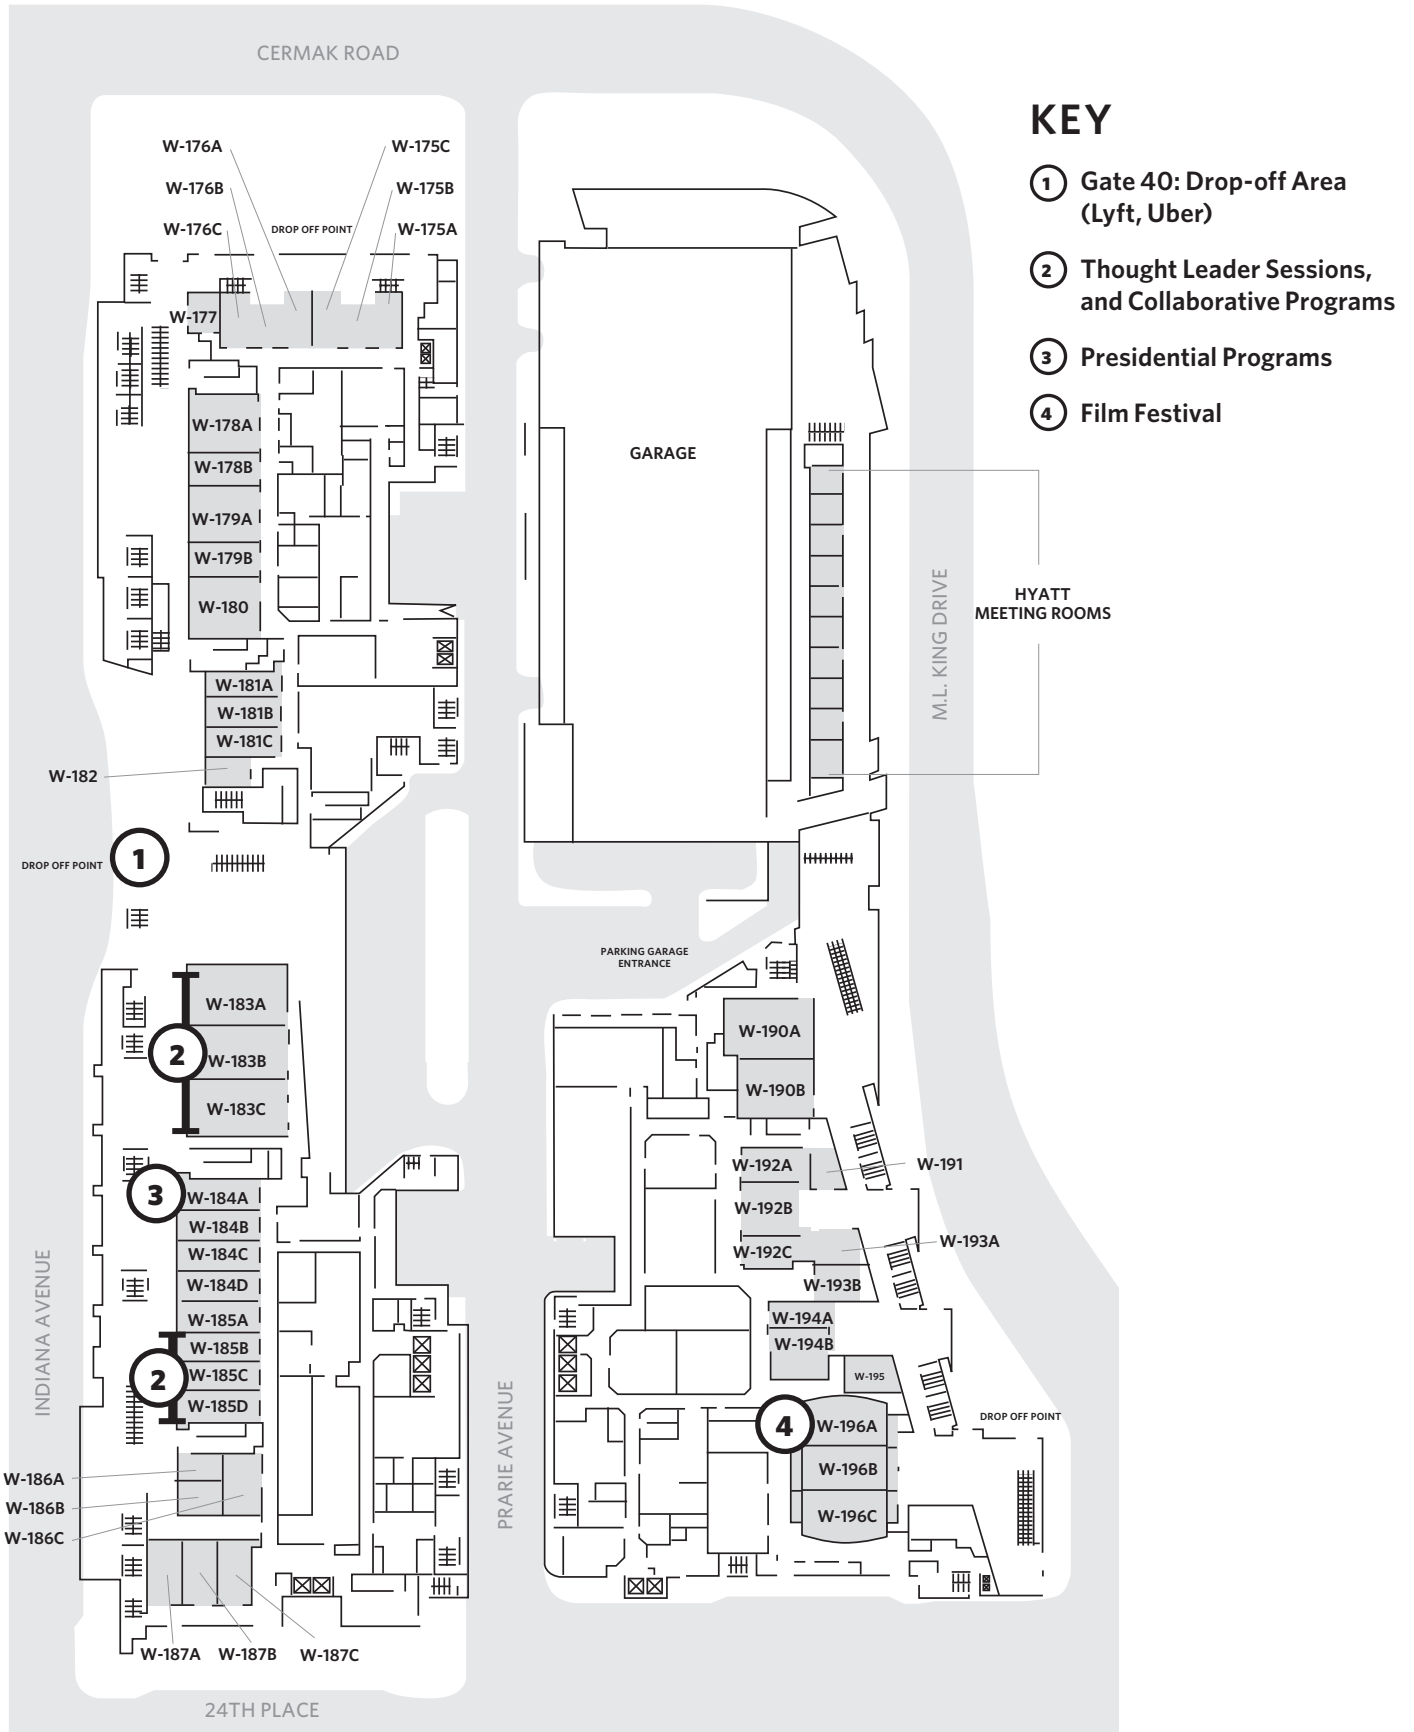 CERMAK ROAD
KEY
1 Gate 40: Drop-off Area
(Lyft, Uber)
2 Thought Leader Sessions,
and Collaborative Programs
3 Presidential Programs
4 Film Festival
W-176A
W-175C
W-176B
W-175B
W-176C
DROP OFF POINT
W-175A
W-177
W-178A
W-178B
W-179A
W-179B
W-180
W-181A
W-181B
W-181C
W-182
GARAGE
HYATT
MEETING ROOMS
M.L. KING DRIVE
1
DROP OFF POINT
PARKING GARAGE
ENTRANCE
W-183A
2
W-183B
W-183C
3
W-184A
W-184B
W-184C
W-184D
W-185A
W-185B
2
W-185C
W-185D
W-186A
W-186B
W-186C
W-187A
W-187B
W-187C
INDIANA AVENUE
PRARIE AVENUE
W-190A
W-190B
W-192A
W-191
W-192B
W-193A
W-192C
W-193B
W-194A
W-194B
W-195
DROP OFF POINT
4
W-196A
W-196B
W-196C
24TH PLACE